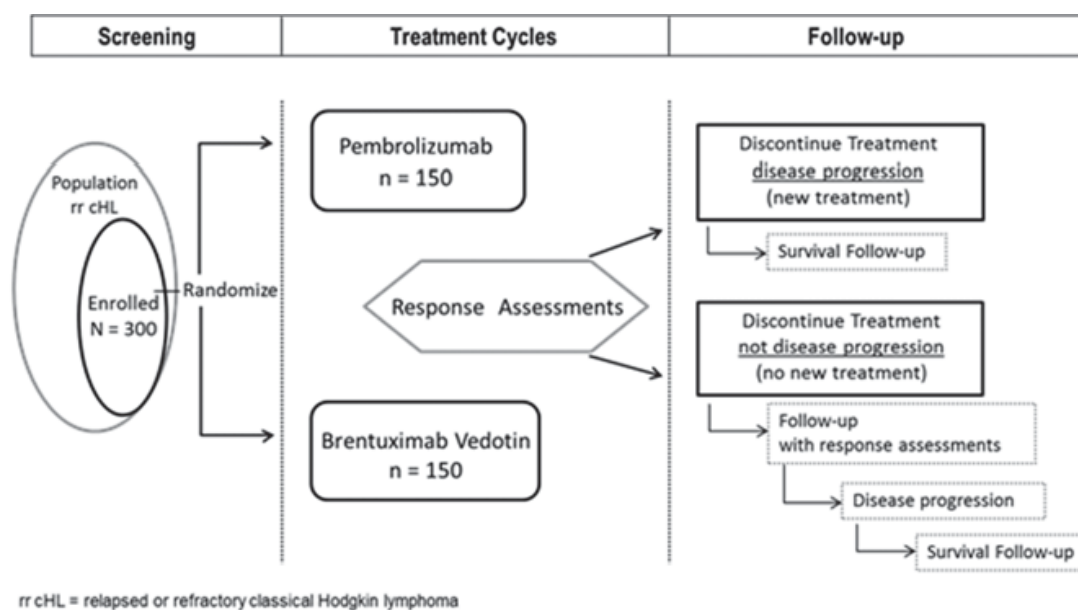 Screening
Treatment Cycles
Follow-up
Population
rr cHL
Enrolled
N = 300
Randomize
Pembrolizumab
n = 150
Response Assessments
Brentuximab Vedotin
n = 150
Discontinue Treatment
disease progression
(new treatment)
Survival Follow-up
Discontinue Treatment
not disease progression
(no new treatment)
Follow-up
with response assessments
Disease progression
Survival Follow-up
rr cHL = relapsed or refractory classical Hodgkin lymphoma